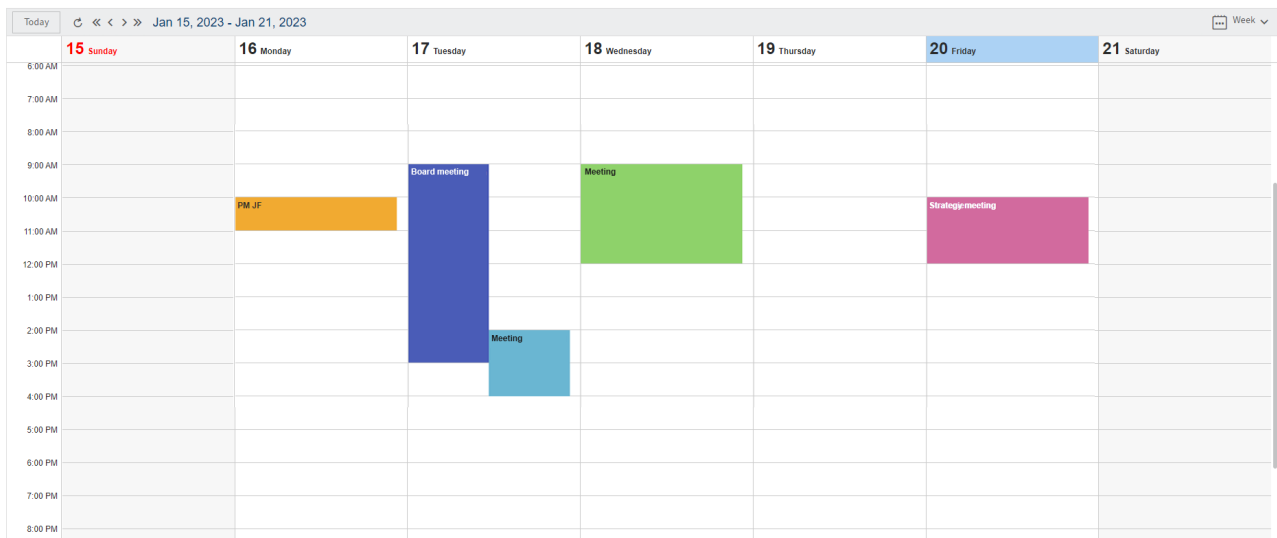 Today Jan 15, 2023 - Jan 21, 2023 Week
15 Sunday 16 Monday 17 Tuesday 18 Wednesday 19 Thursday 20 Friday 21 Saturday
6:00 AM
7:00 AM
8:00 AM
9:00 AM Board meeting Meeting
10:00 AM PM JF Strategiemeeting
11:00 AM
12:00 PM
1:00 PM
2:00 PM Meeting
3:00 PM
4:00 PM
5:00 PM
6:00 PM
7:00 PM
8:00 PM